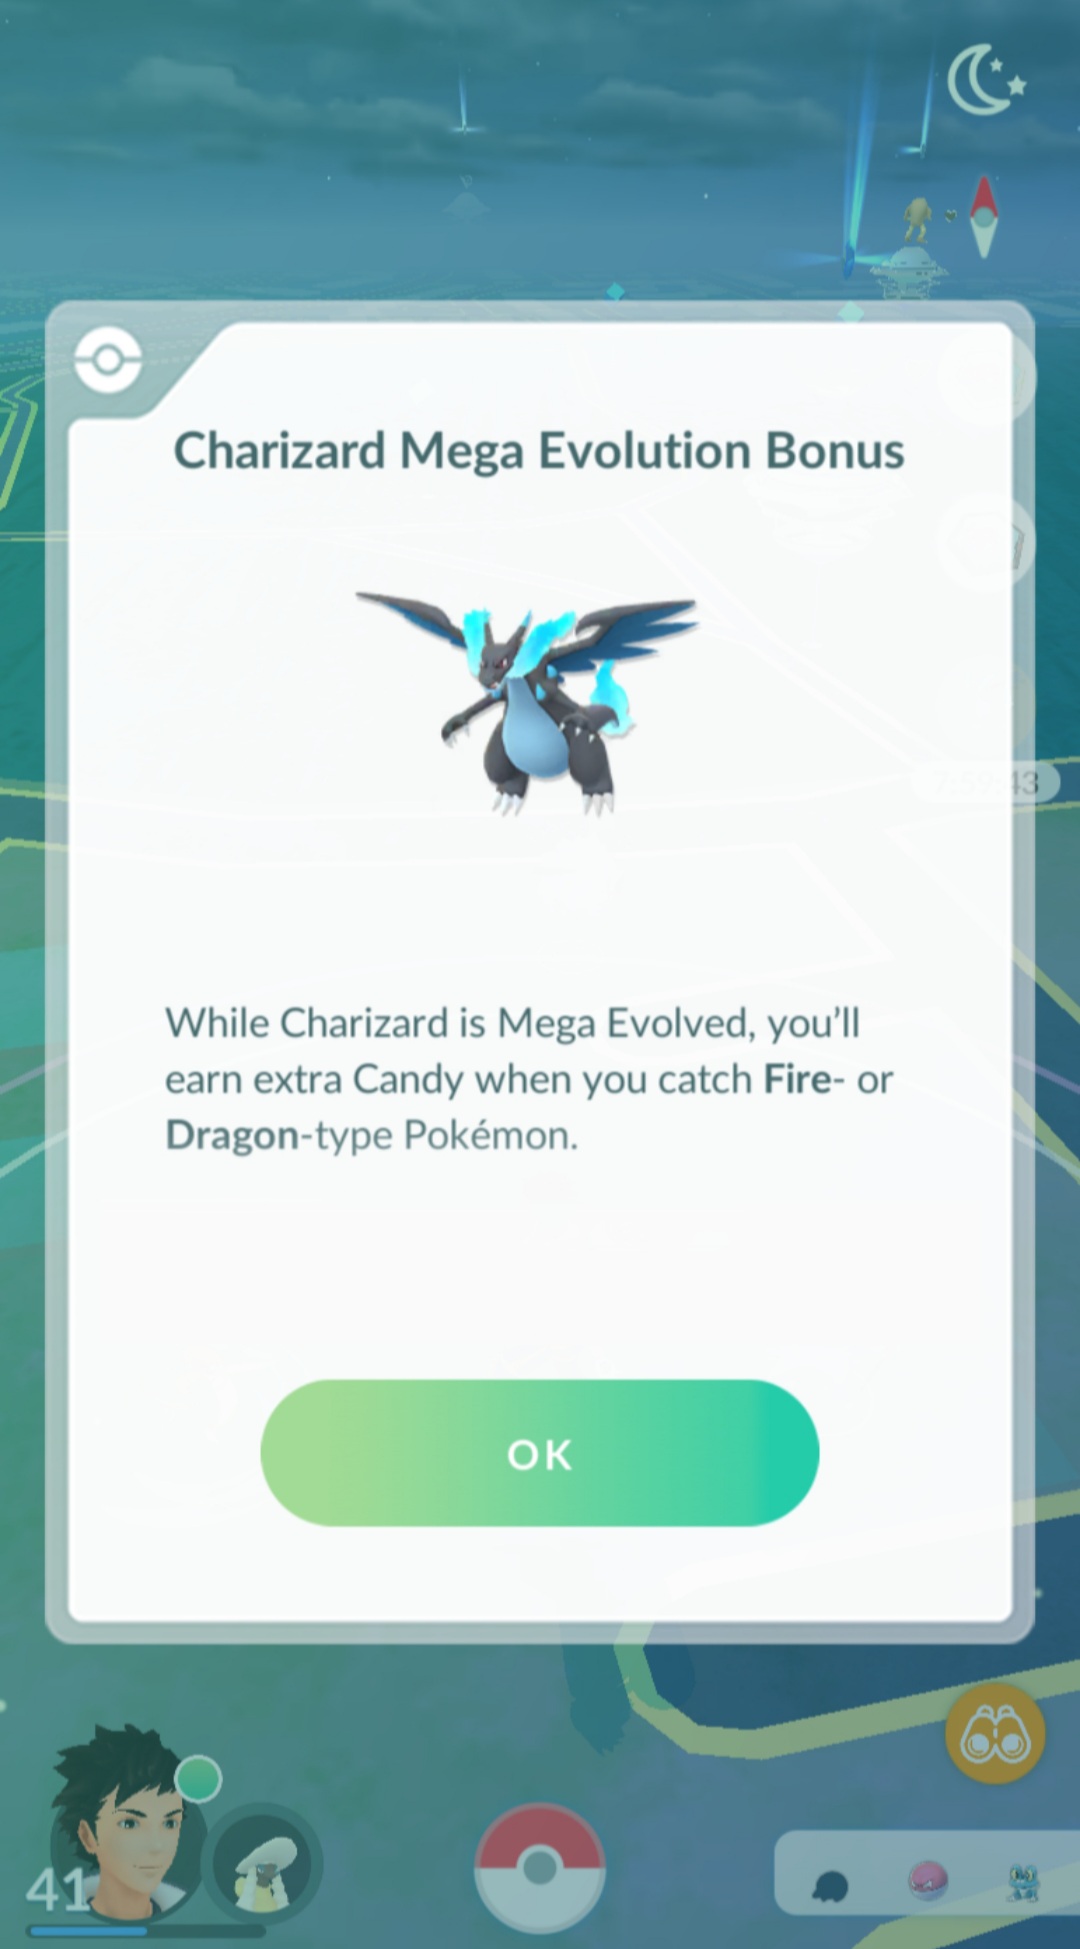 Charizard Mega Evolution Bonus
7:59:43
While Charizard is Mega Evolved, you'll
earn extra Candy when you catch Fire- or
Dragon-type Pokémon.
OK
41